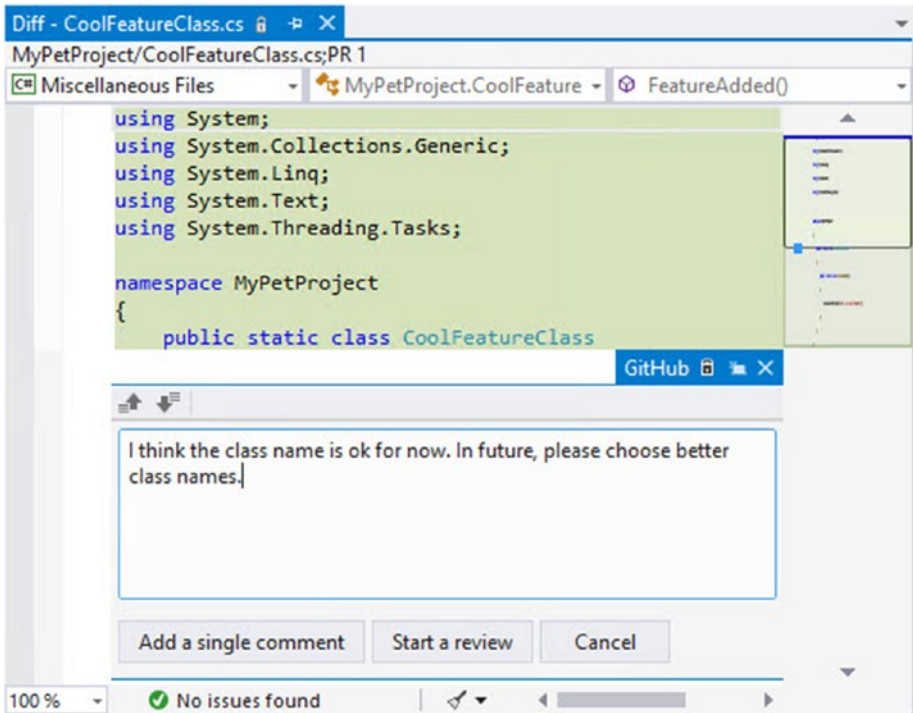 Diff - CoolFeatureClass.cs
MyPetProject/CoolFeatureClass.cs;PR 1
C# Miscellaneous Files MyPetProject.CoolFeature FeatureAdded()
using System;
using System.Collections.Generic;
using System.Linq;
using System.Text;
using System.Threading.Tasks;
namespace MyPetProject
{
public static class CoolFeatureClass
GitHub
I think the class name is ok for now. In future, please choose better
class names.
Add a single comment Start a review Cancel
100 % No issues found